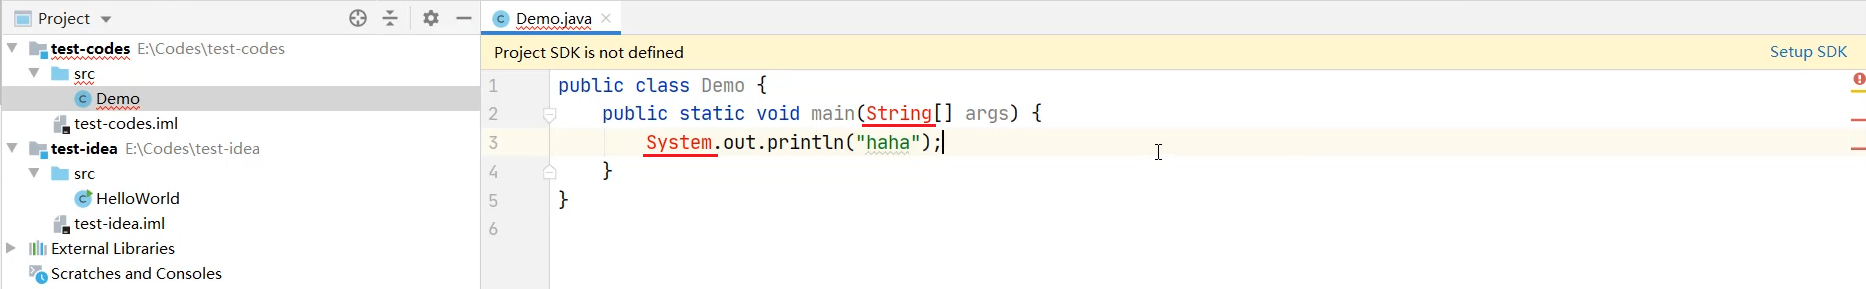 Project
test-codes E:\Codes\test-codes
src
Demo
test-codes.iml
test-idea E:\Codes\test-idea
src
HelloWorld
test-idea.iml
External Libraries
Scratches and Consoles
Demo.java
Project SDK is not defined Setup SDK
1 public class Demo {
2 public static void main(String[] args) {
3 System.out.println("haha");
4 }
5 }
6